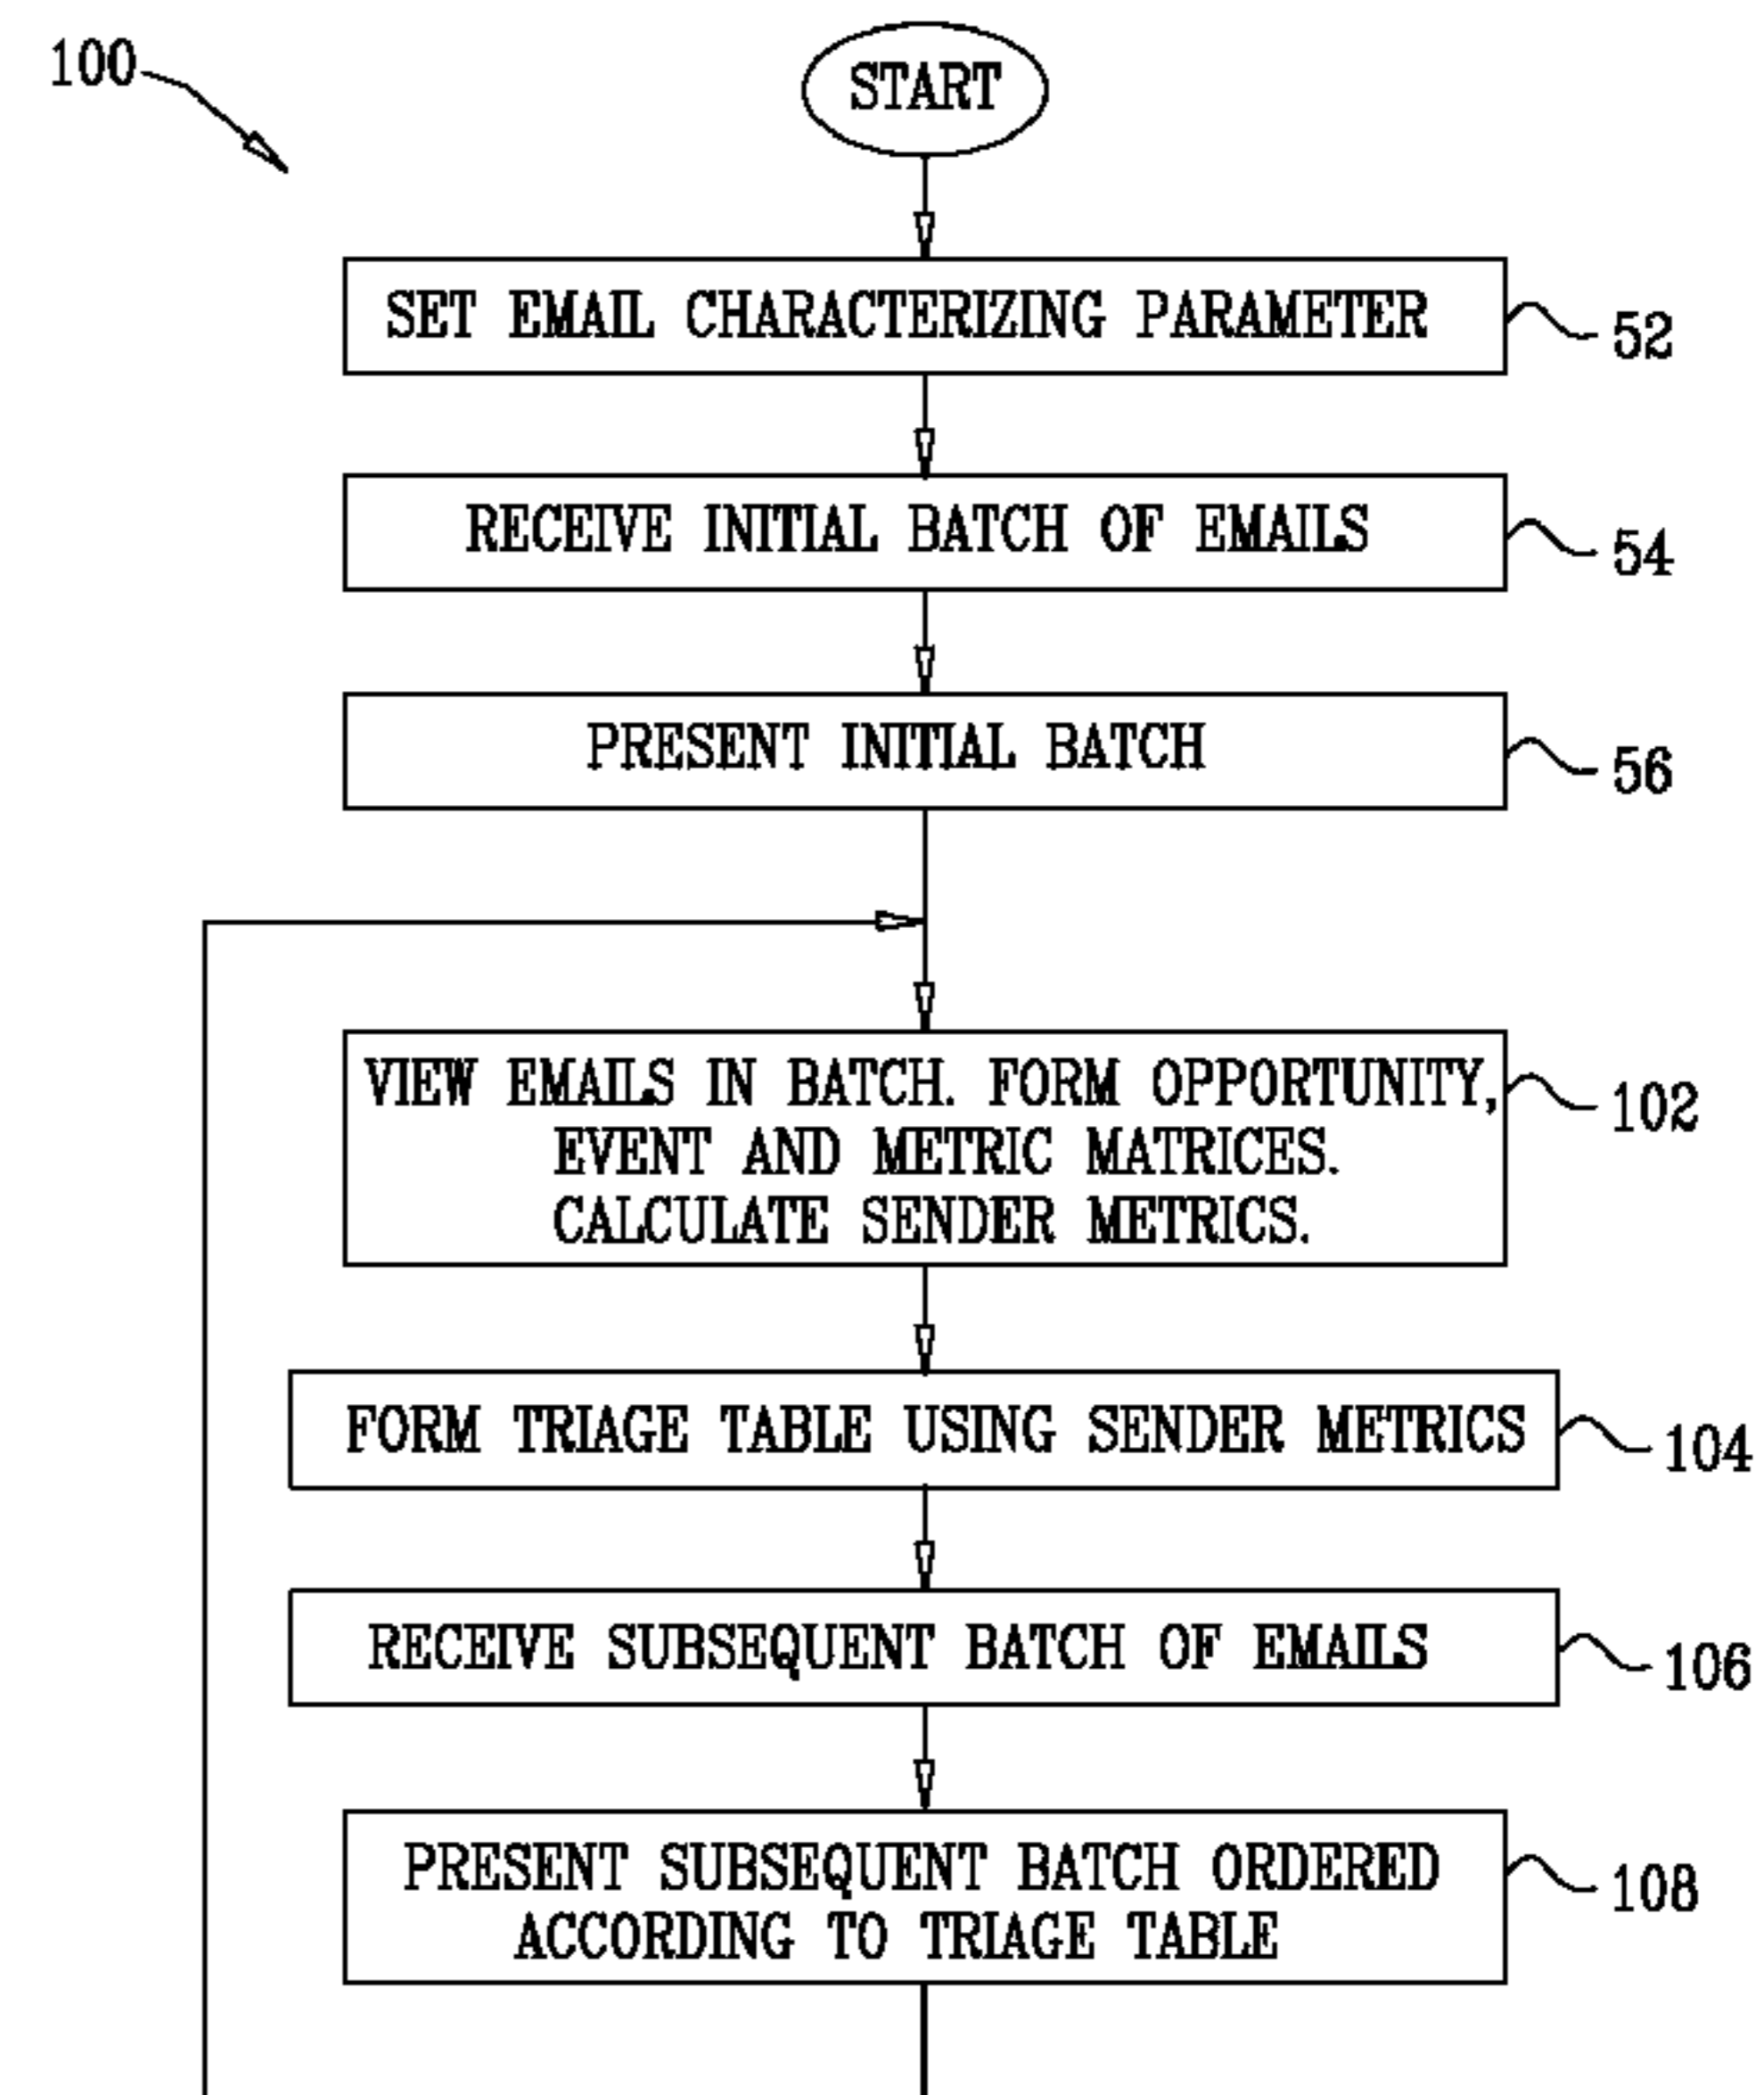 100
START
SET EMAIL CHARACTERIZING PARAMETER
52
RECEIVE INITIAL BATCH OF EMAILS
54
PRESENT INITIAL BATCH
56
VIEW EMAILS IN BATCH. FORM OPPORTUNITY,
EVENT AND METRIC MATRICES.
CALCULATE SENDER METRICS.
102
FORM TRIAGE TABLE USING SENDER METRICS
104
RECEIVE SUBSEQUENT BATCH OF EMAILS
106
PRESENT SUBSEQUENT BATCH ORDERED
ACCORDING TO TRIAGE TABLE
108